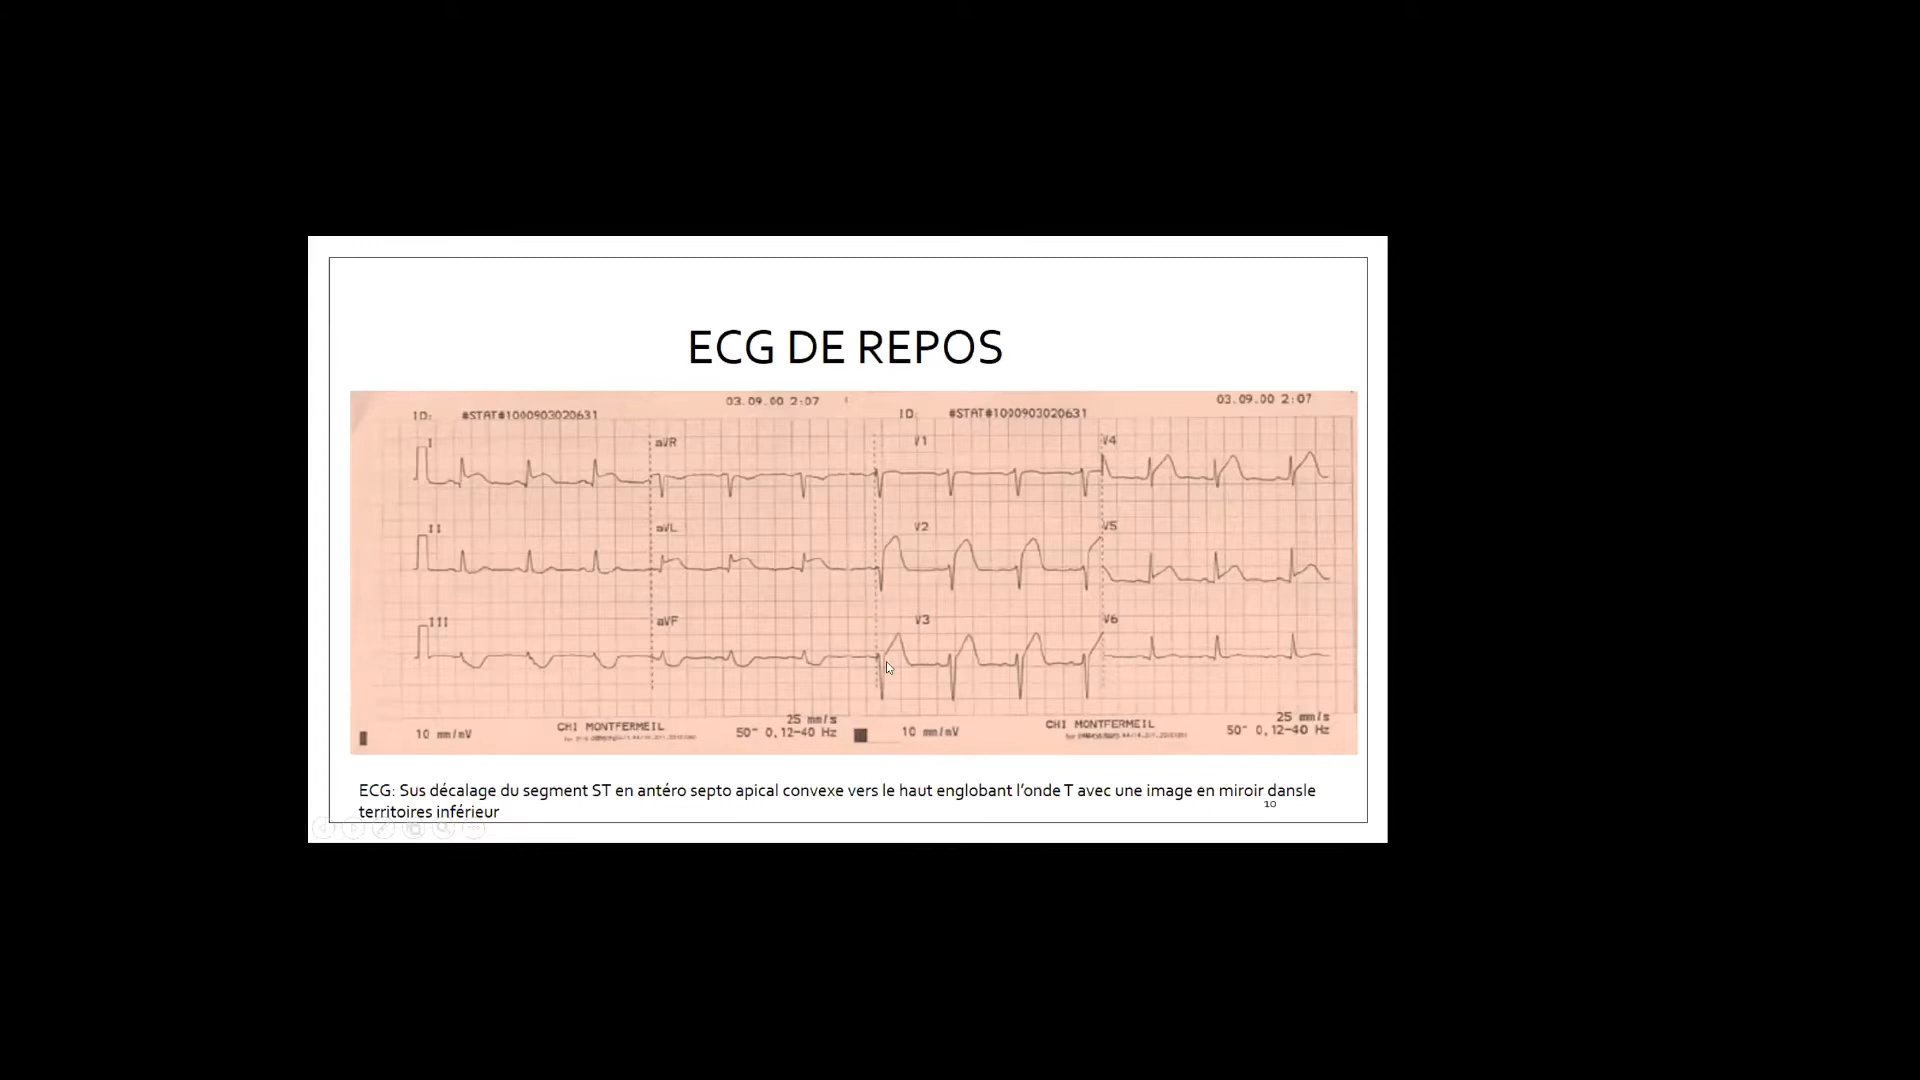 ECG DE REPOS
03.09.00 2:07
03.09.00 2:07
ID: #STAT#1000903020631
ID: #STAT#1000903020631
I
aVR
V1
V4
II
aVL
V2
V5
III
aVF
V3
V6
10 mm/mV
CHI MONTFERMEIL
25 mm/s
50~ 0,12-40 Hz
10 mm/mV
CHI MONTFERMEIL
25 mm/s
50~ 0,12-40 Hz
ECG: Sus décalage du segment ST en antéro septo apical convexe vers le haut englobant l’onde T avec une image en miroir dansle
territoires inférieur
10